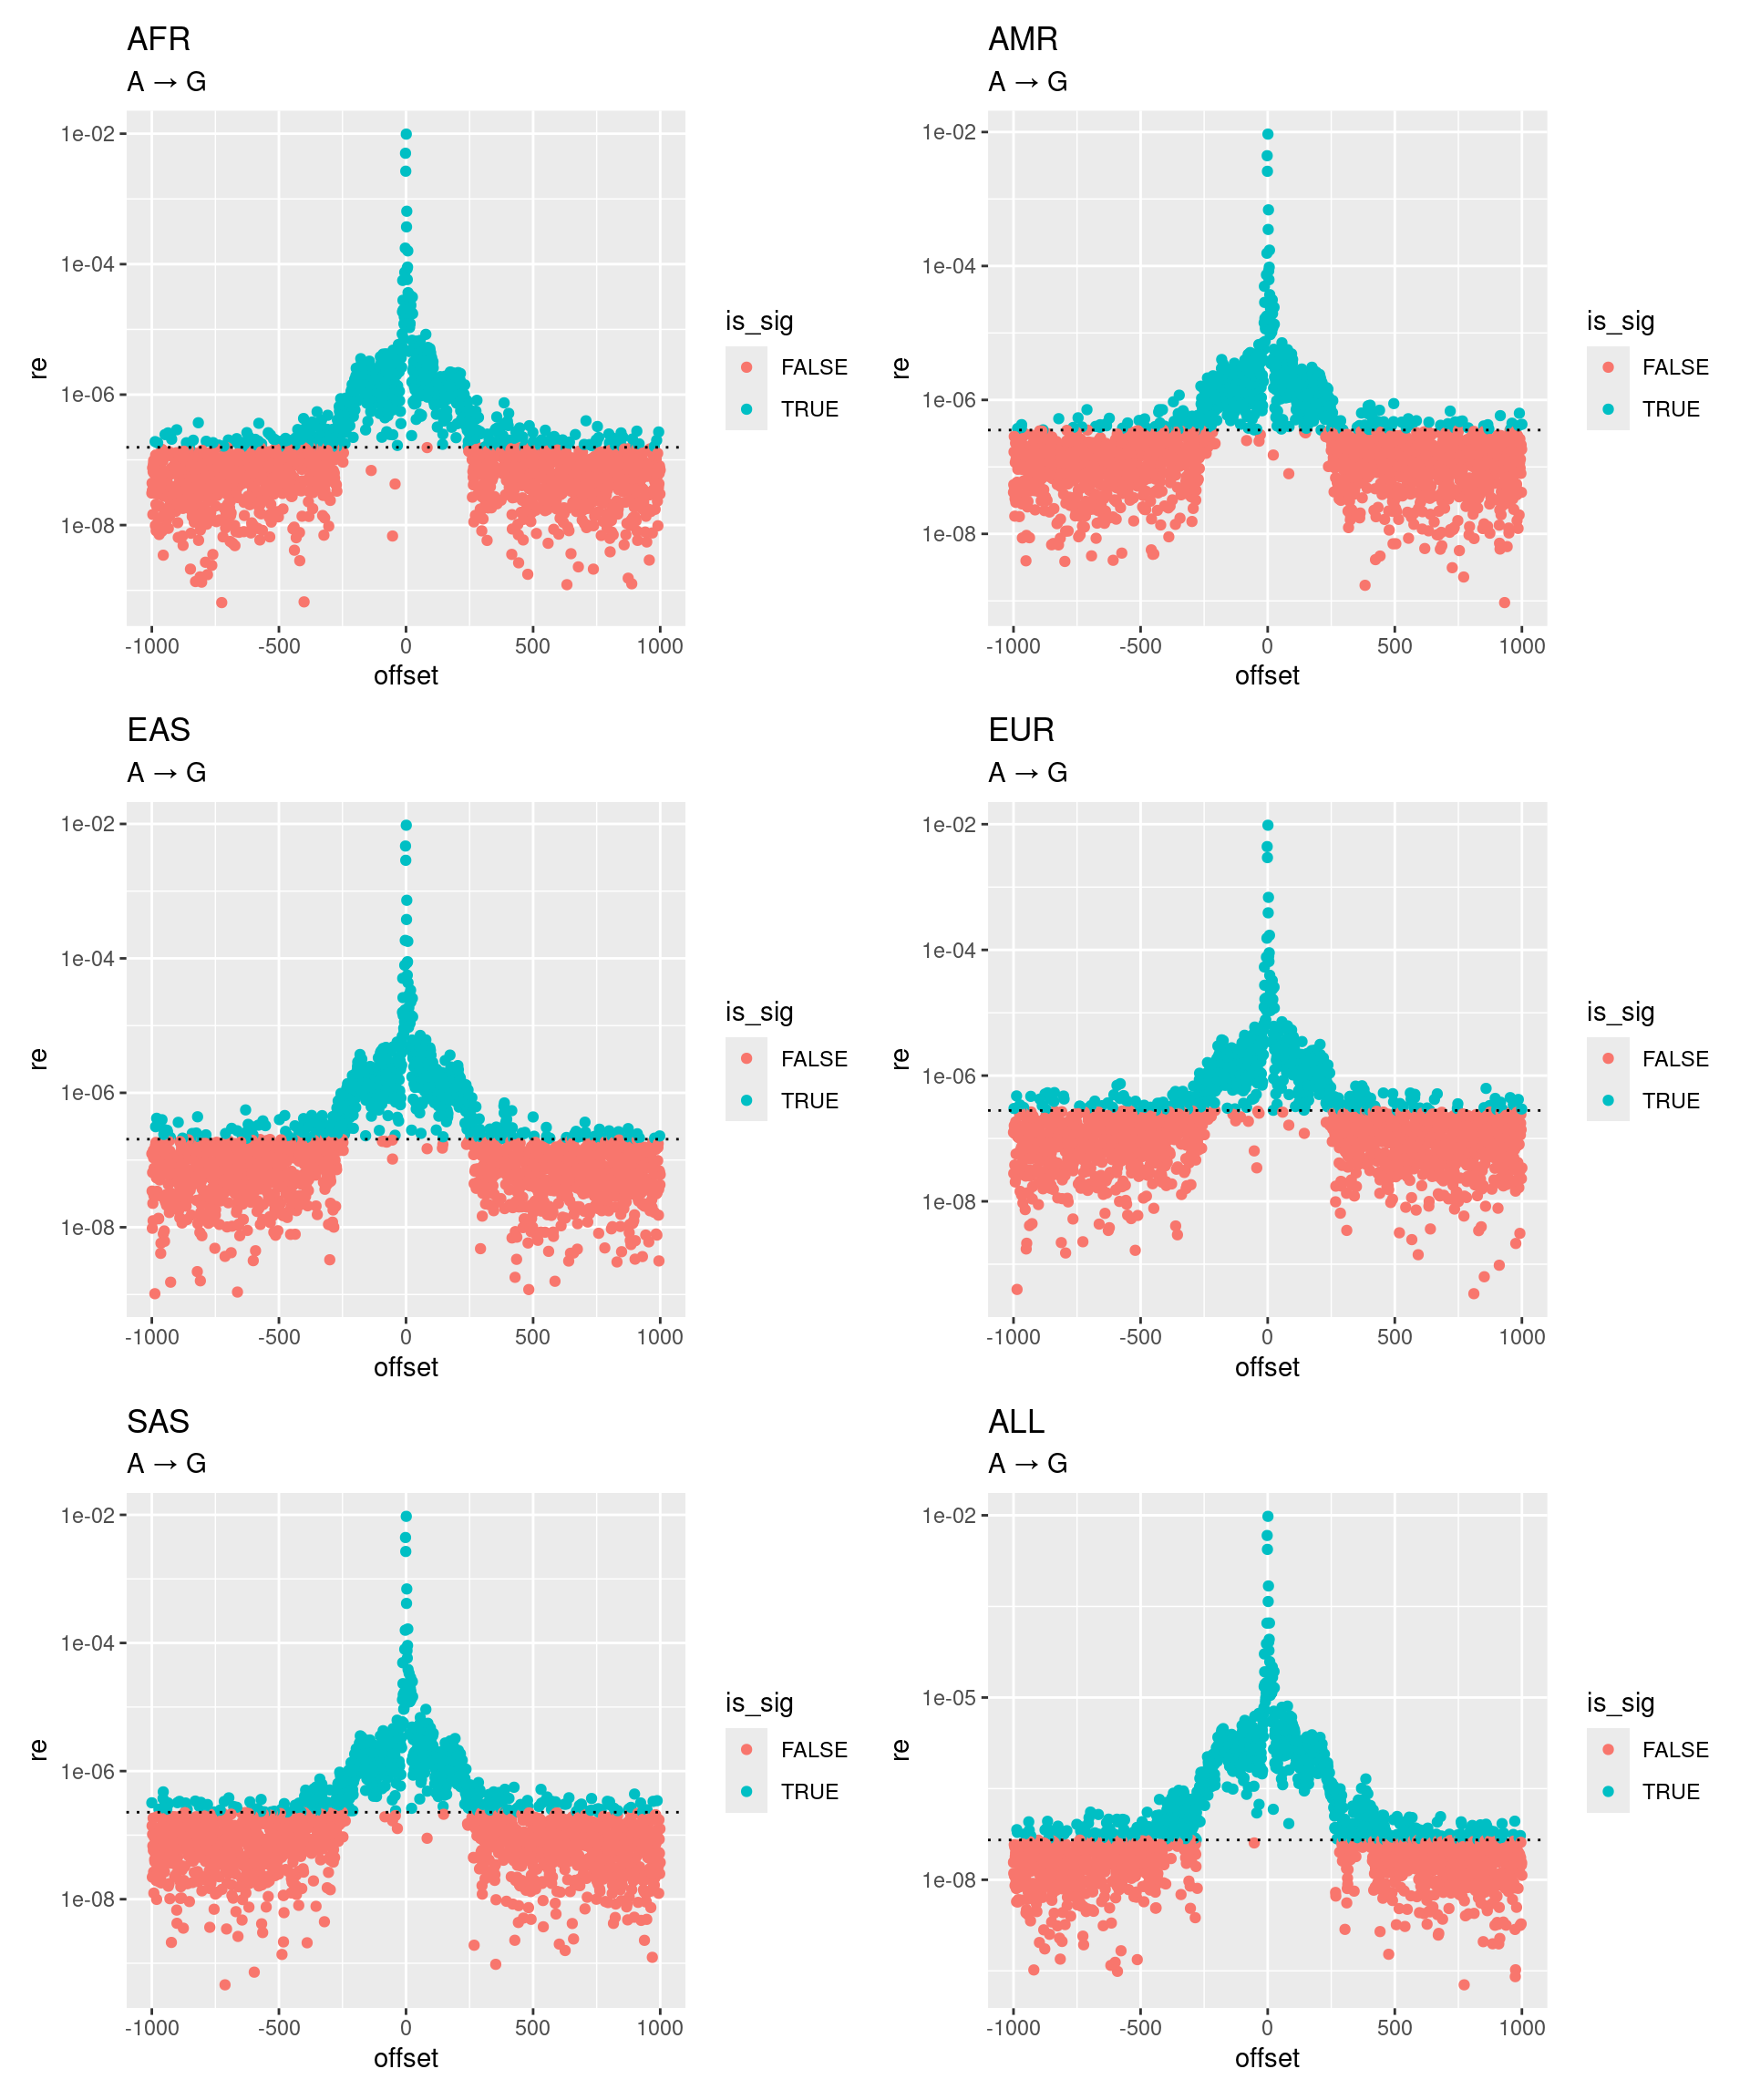 AFR
A → G
1e-02
1e-04
1e-06
1e-08
re
-1000 -500 0 500 1000
offset
is_sig
FALSE
TRUE
AMR
A → G
1e-02
1e-04
1e-06
1e-08
re
-1000 -500 0 500 1000
offset
is_sig
FALSE
TRUE
EAS
A → G
1e-02
1e-04
1e-06
1e-08
re
-1000 -500 0 500 1000
offset
is_sig
FALSE
TRUE
EUR
A → G
1e-02
1e-04
1e-06
1e-08
re
-1000 -500 0 500 1000
offset
is_sig
FALSE
TRUE
SAS
A → G
1e-02
1e-04
1e-06
1e-08
re
-1000 -500 0 500 1000
offset
is_sig
FALSE
TRUE
ALL
A → G
1e-02
1e-05
1e-08
re
-1000 -500 0 500 1000
offset
is_sig
FALSE
TRUE